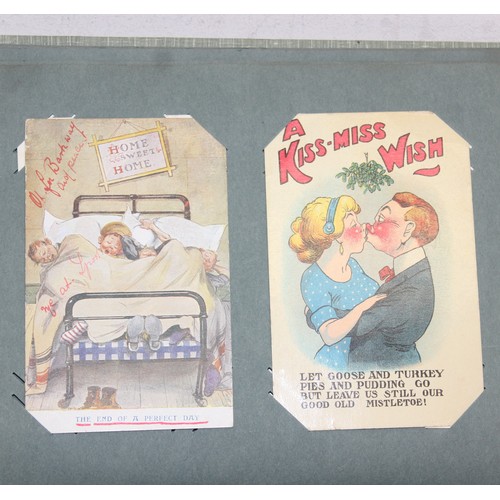 HOME
SWEET
HOME
THE END OF A PERFECT DAY
A
KISS-MISS
WISH
LET GOOSE AND TURKEY
PIES AND PUDDING GO
BUT LEAVE US STILL OUR
GOOD OLD MISTLETOE!